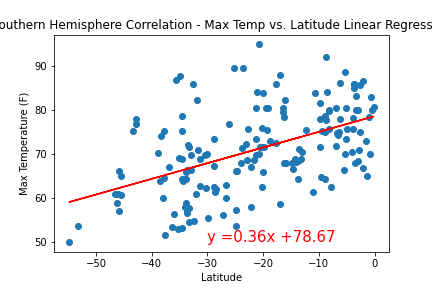 outhern Hemisphere Correlation - Max Temp vs. Latitude Linear Regress
Max Temperature (F)
90
80
70
60
50
y =0.36x +78.67
−50
−40
−30
−20
−10
0
Latitude